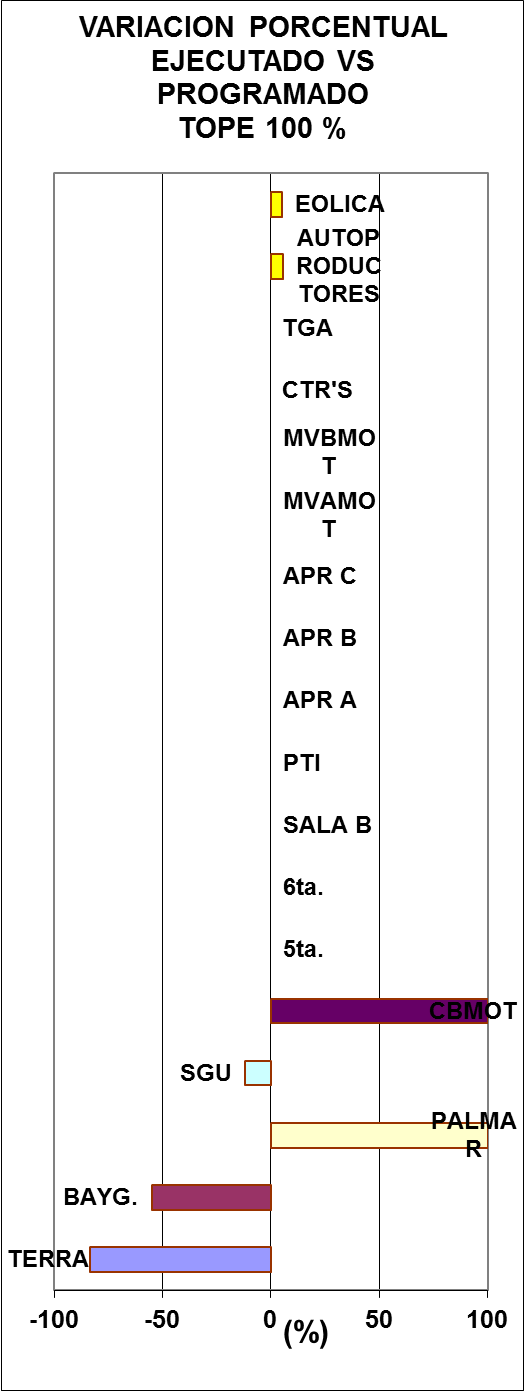 VARIACION PORCENTUAL
EJECUTADO VS
PROGRAMADO
TOPE 100 %
EOLICA
AUTOP
RODUC
TORES
TGA
CTR'S
MVBMO
T
MVAMO
T
APR C
APR B
APR A
PTI
SALA B
6ta.
5ta.
CBMOT
SGU
PALMA
R
BAYG.
TERRA
-100 -50 0 50 100
(%)